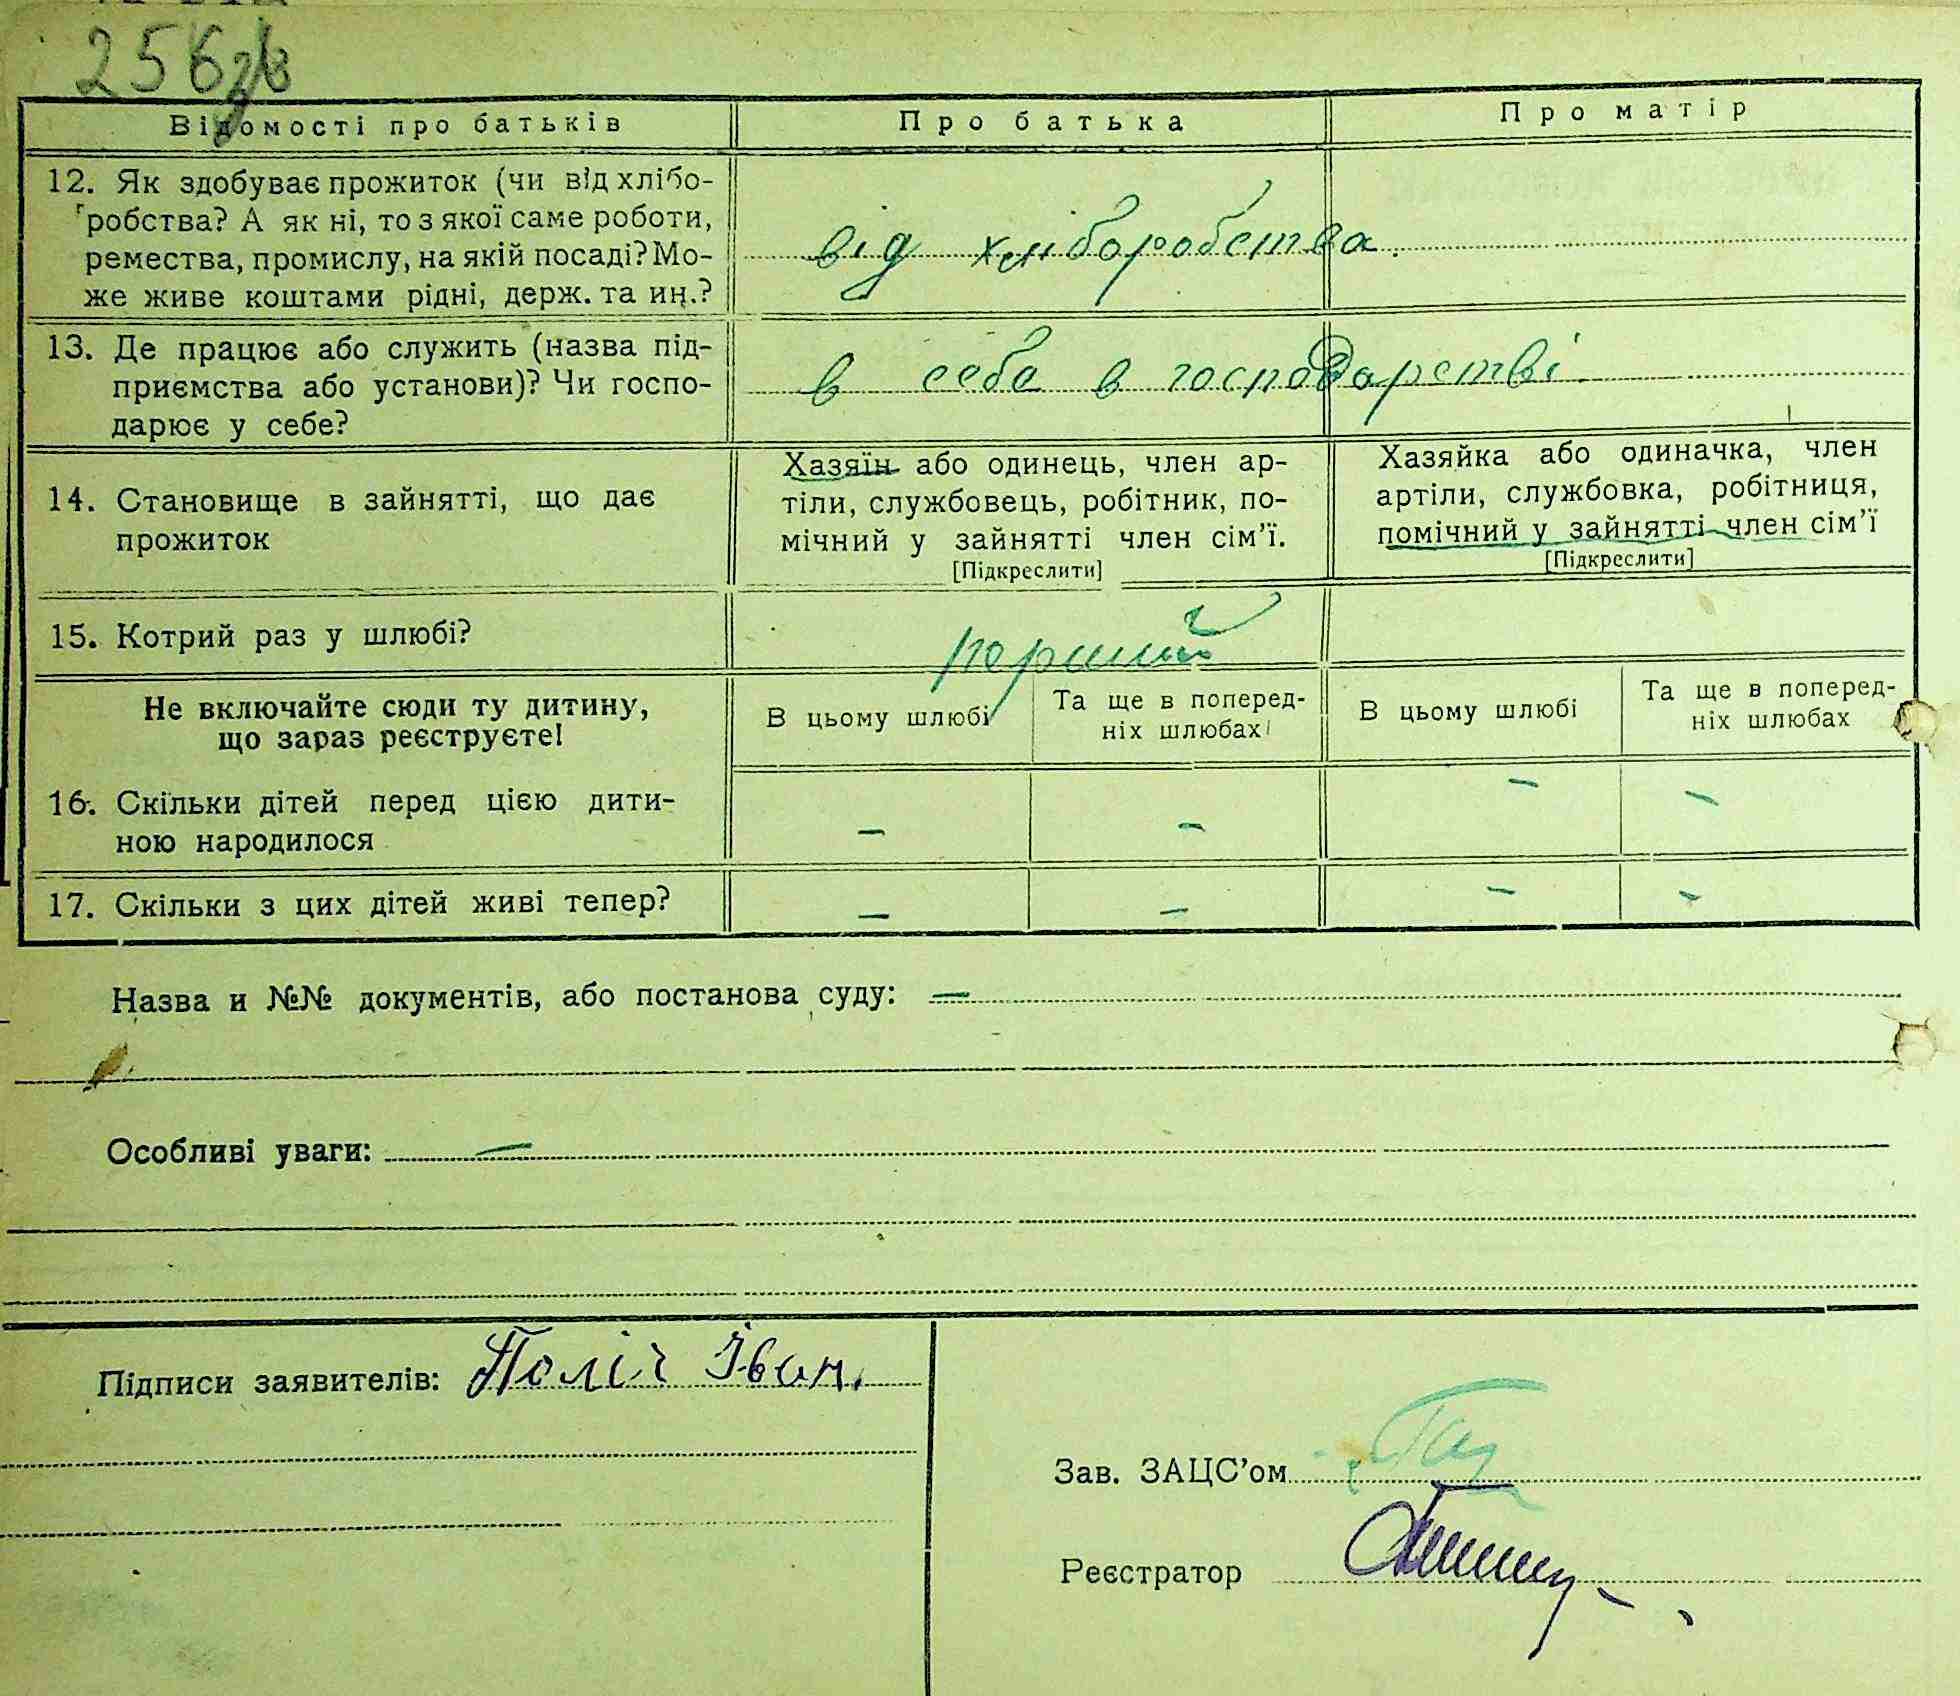 256зв
Відомості про батьків
Про батька
Про матір
12. Як здобуває прожиток (чи від хлібо-
робства? А як ні, то з якої саме роботи,
ремества, промислу, на якій посаді? Мо-
же живе коштами рідні, держ. та ин.?
від хліборобства.
13. Де працює або служить (назва під-
приємства або установи)? Чи госпо-
дарює у себе?
в себе в господарстві.
14. Становище в зайнятті, що дає
прожиток
Хазяїн або одинець, член ар-
тіли, службовець, робітник, по-
мічний у зайнятті член сім'ї.
[Підкреслити]
Хазяйка або одиначка, член
артіли, службовка, робітниця,
помічний у зайнятті член сім'ї
[Підкреслити]
15. Котрий раз у шлюбі?
перший
Не включайте сюди ту дитину,
що зараз реєструєте!
В цьому шлюбі
Та ще в поперед-
ніх шлюбах
В цьому шлюбі
Та ще в поперед-
ніх шлюбах
16. Скільки дітей перед цією дити-
ною народилося
– – – –
17. Скільки з цих дітей живі тепер?
– – – –
Назва и №№ документів, або постанова суду: –
Особливі уваги: –
Підписи заявителів: Поліч Іван.
Зав. ЗАЦС'ом
Реєстратор